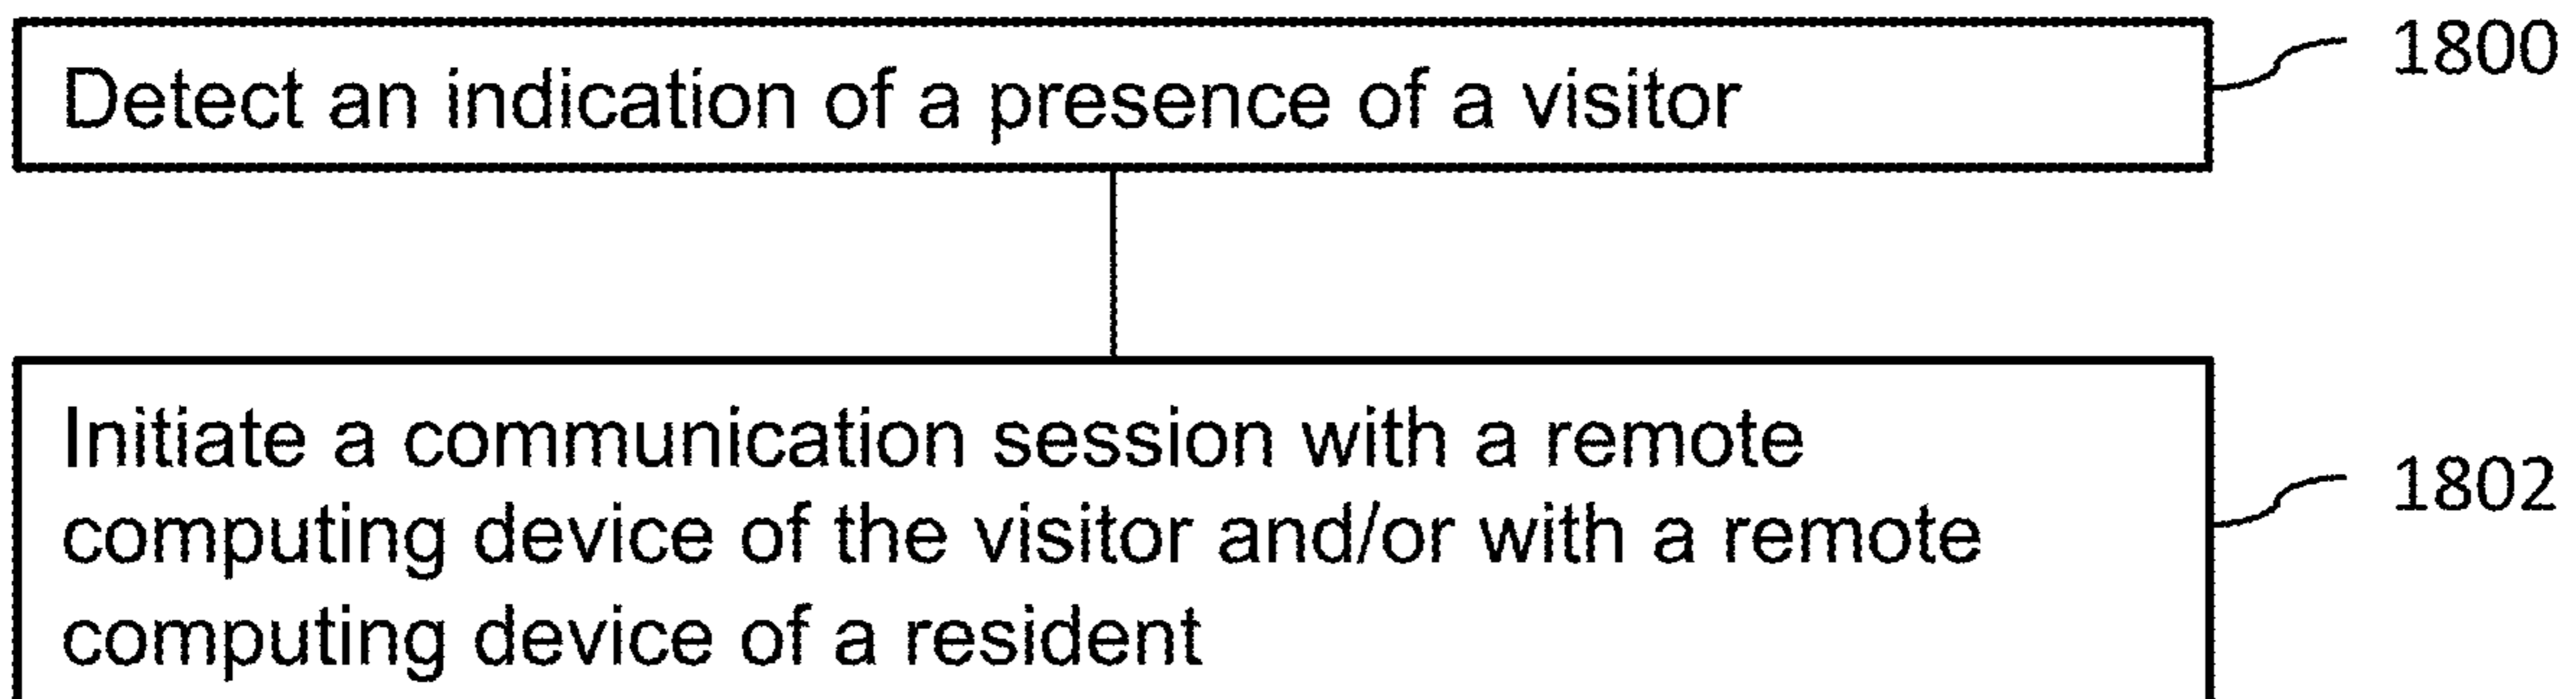 Detect an indication of a presence of a visitor
1800
Initiate a communication session with a remote
computing device of the visitor and/or with a remote
computing device of a resident
1802